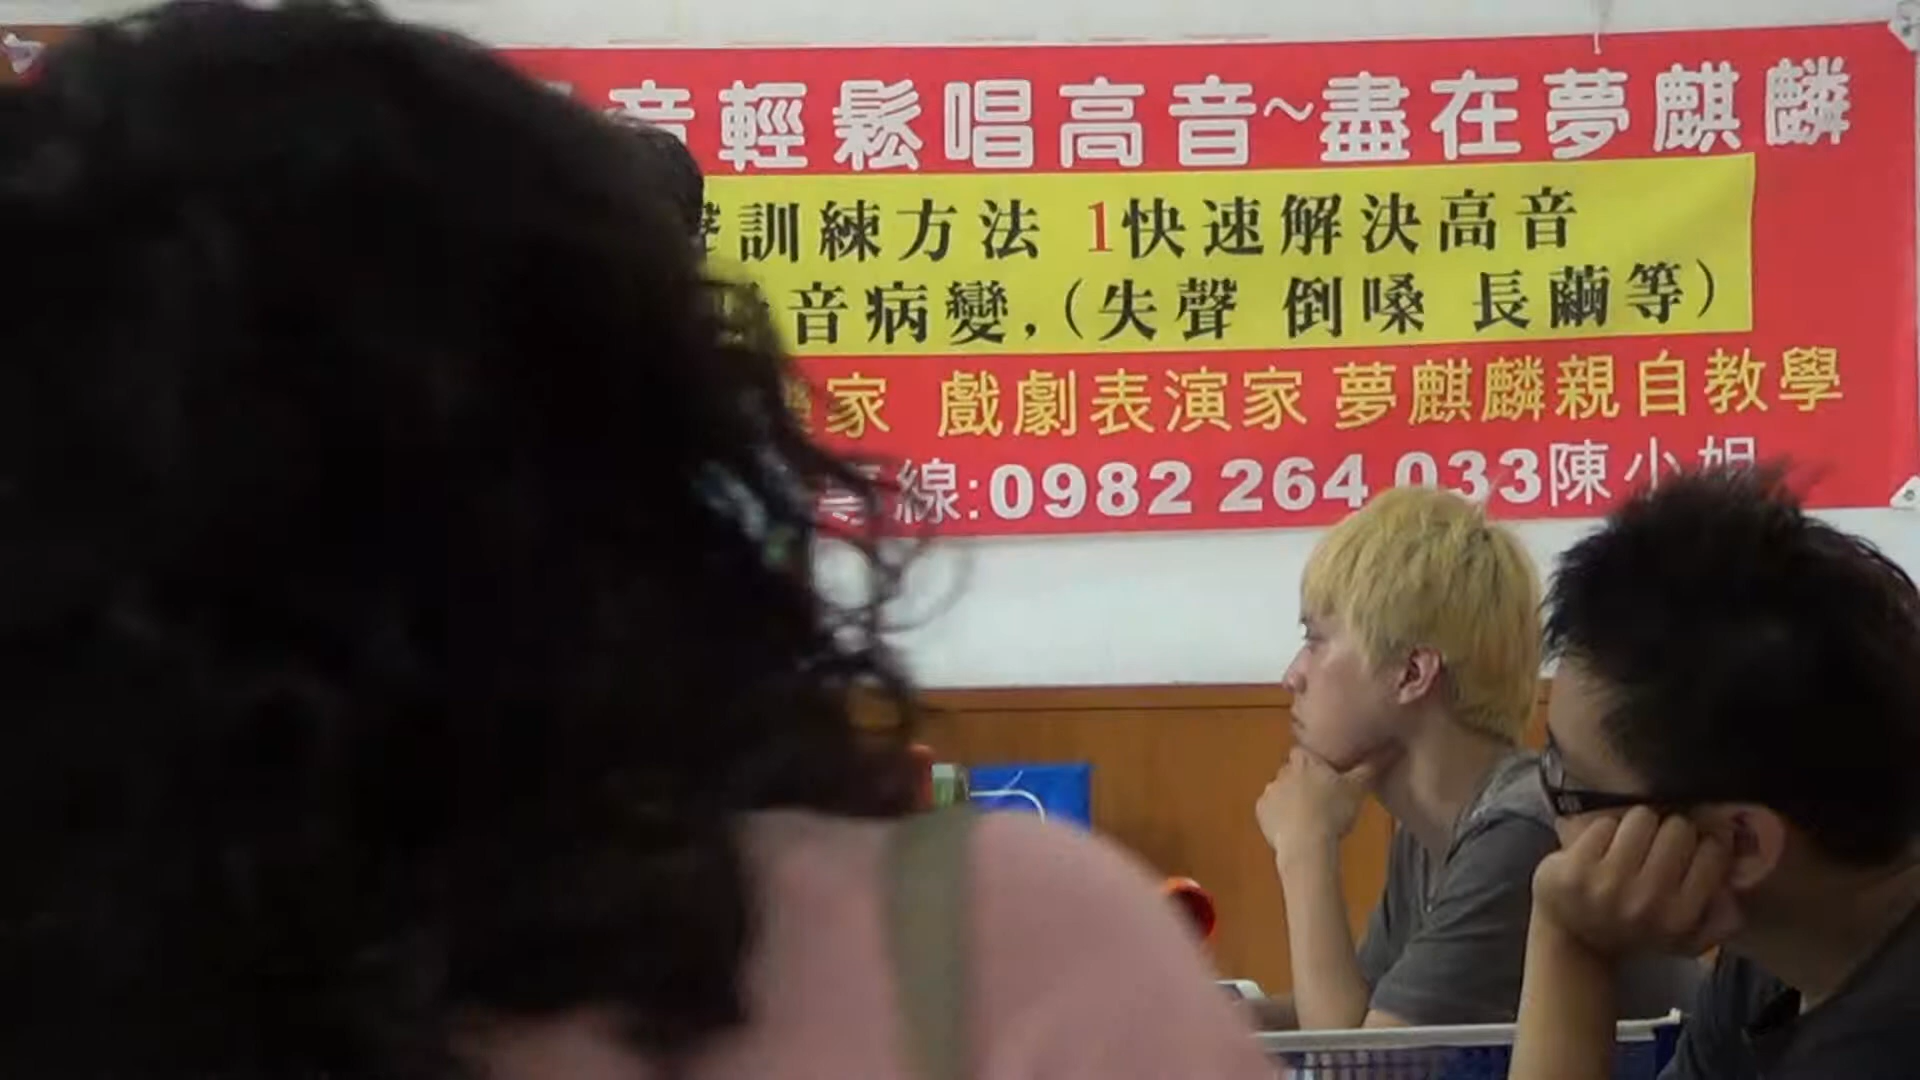 音輕鬆唱高音~盡在夢麒麟
聲訓練方法 1快速解決高音
音病變,(失聲 倒嗓 長繭等)
家 戲劇表演家 夢麒麟親自教學
專線:0982 264 033陳小姐